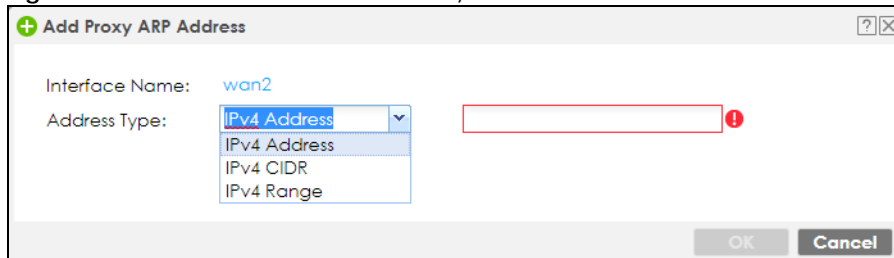 Add Proxy ARP Address
Interface Name: wan2
Address Type: IPv4 Address
IPv4 Address
IPv4 CIDR
IPv4 Range
OK Cancel